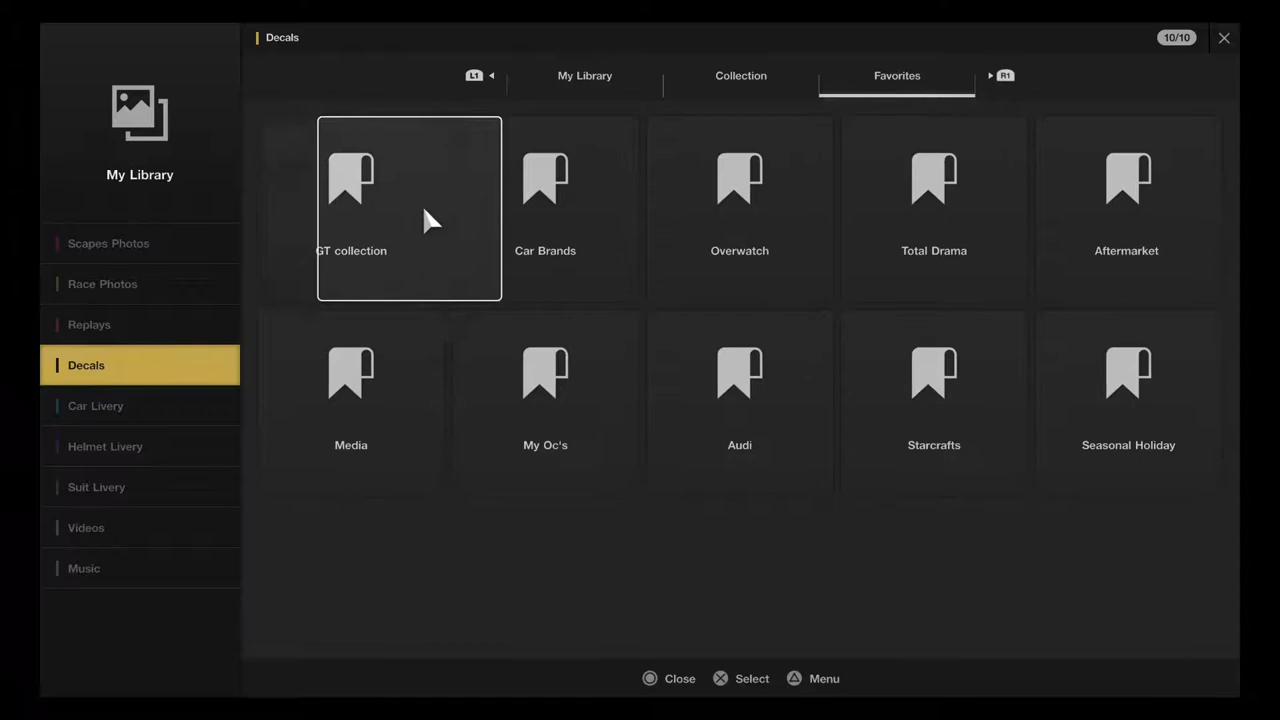 Decals
10/10
L1
My Library
Collection
Favorites
R1
My Library
Scapes Photos
Race Photos
Replays
Decals
Car Livery
Helmet Livery
Suit Livery
Videos
Music
GT collection
Car Brands
Overwatch
Total Drama
Aftermarket
Media
My Oc's
Audi
Starcrafts
Seasonal Holiday
Close
Select
Menu